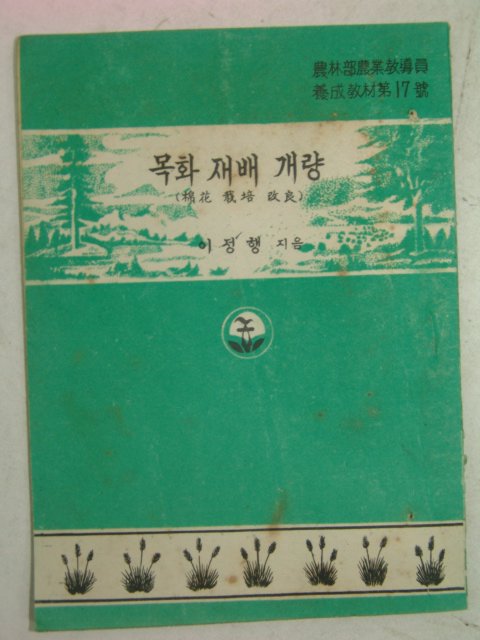 農林部農業敎導員
養成敎材第17號
목화 재배 개량
(棉花 栽培 改良)
이정행 지음